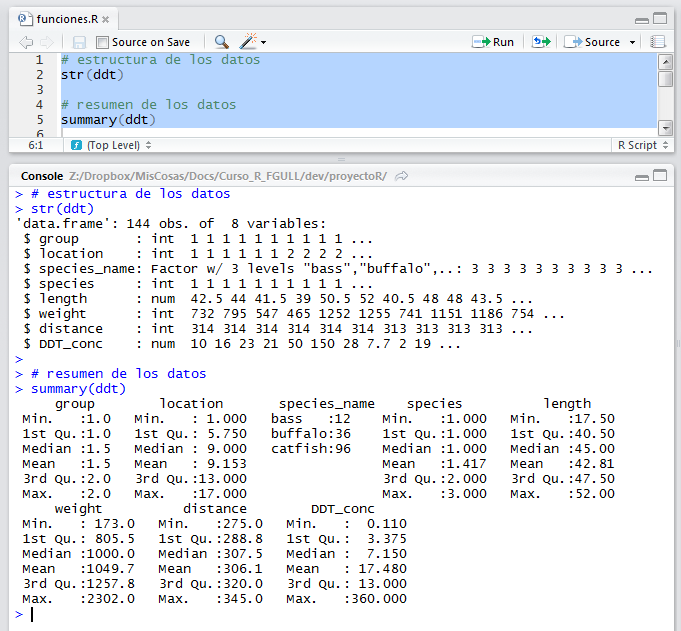 funciones.R
Source on Save Run Source
1 # estructura de los datos
2 str(ddt)
3
4 # resumen de los datos
5 summary(ddt)
6
6:1 (Top Level) R Script
Console Z:/Dropbox/MisCosas/Docs/Curso_R_FGULL/dev/proyectoR/
> # estructura de los datos
> str(ddt)
'data.frame': 144 obs. of  8 variables:
 $ group       : int  1 1 1 1 1 1 1 1 1 1 ...
 $ location    : int  1 1 1 1 1 1 2 2 2 2 ...
 $ species_name: Factor w/ 3 levels "bass","buffalo",..: 3 3 3 3 3 3 3 3 3 3 ...
 $ species     : int  1 1 1 1 1 1 1 1 1 1 ...
 $ length      : num  42.5 44 41.5 39 50.5 52 40.5 48 48 43.5 ...
 $ weight      : int  732 795 547 465 1252 1255 741 1151 1186 754 ...
 $ distance    : int  314 314 314 314 314 314 313 313 313 313 ...
 $ DDT_conc    : num  10 16 23 21 50 150 28 7.7 2 19 ...
>
> # resumen de los datos
> summary(ddt)
     group        location       species_name    species          length
 Min.   :1.0   Min.   : 1.000   bass   :12    Min.   :1.000   Min.   :17.50
 1st Qu.:1.0   1st Qu.: 5.750   buffalo:36    1st Qu.:1.000   1st Qu.:40.50
 Median :1.5   Median : 9.000   catfish:96    Median :1.000   Median :45.00
 Mean   :1.5   Mean   : 9.153                 Mean   :1.417   Mean   :42.81
 3rd Qu.:2.0   3rd Qu.:13.000                 3rd Qu.:2.000   3rd Qu.:47.50
 Max.   :2.0   Max.   :17.000                 Max.   :3.000   Max.   :52.00
     weight          distance        DDT_conc
 Min.   : 173.0   Min.   :275.0   Min.   :  0.110
 1st Qu.: 805.5   1st Qu.:288.8   1st Qu.:  3.375
 Median :1000.0   Median :307.5   Median :  7.150
 Mean   :1049.7   Mean   :306.1   Mean   : 17.480
 3rd Qu.:1257.8   3rd Qu.:320.0   3rd Qu.: 13.000
 Max.   :2302.0   Max.   :345.0   Max.   :360.000
>